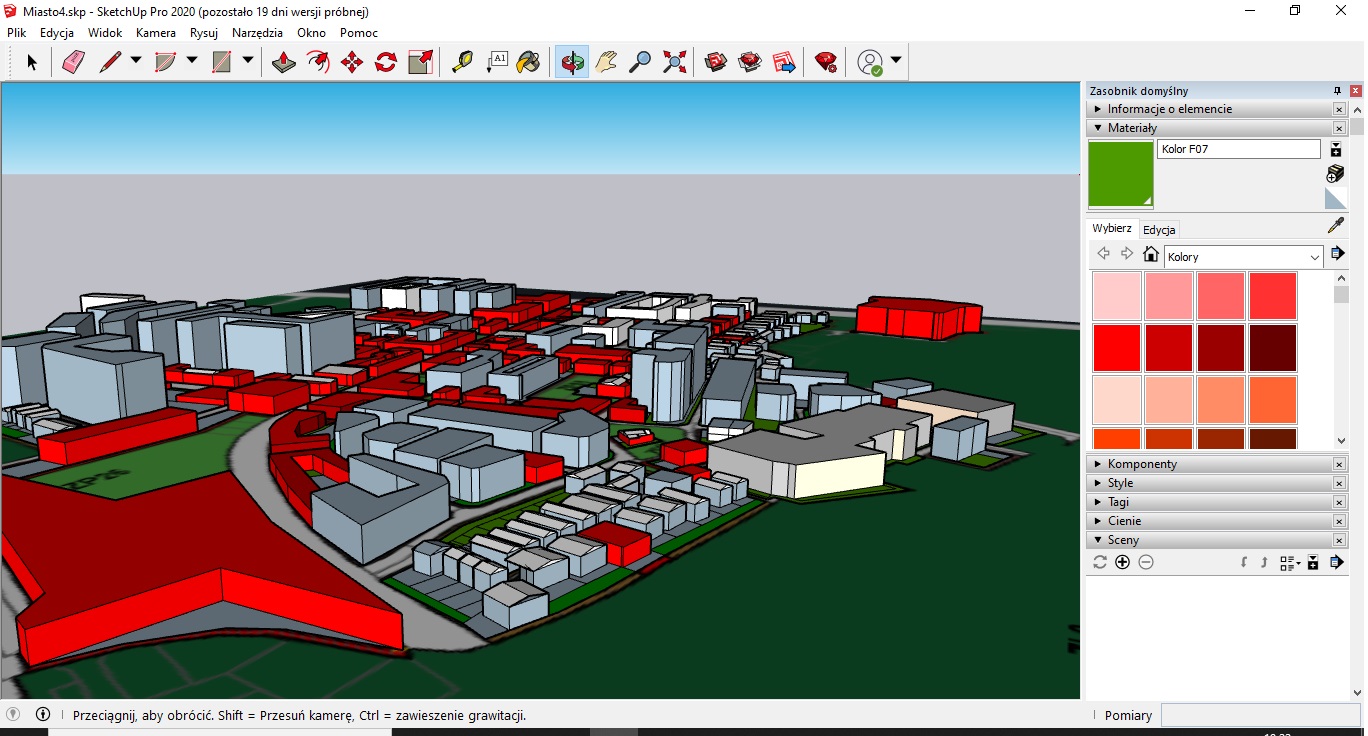 Miasto4.skp - SketchUp Pro 2020 (pozostało 19 dni wersji próbnej)
Plik Edycja Widok Kamera Rysuj Narzędzia Okno Pomoc
A1
Zasobnik domyślny
Informacje o elemencie
Materiały
Kolor F07
Wybierz Edycja
Kolory
Komponenty
Style
Tagi
Cienie
Sceny
Przeciągnij, aby obrócić. Shift = Przesuń kamerę, Ctrl = zawieszenie grawitacji.
Pomiary